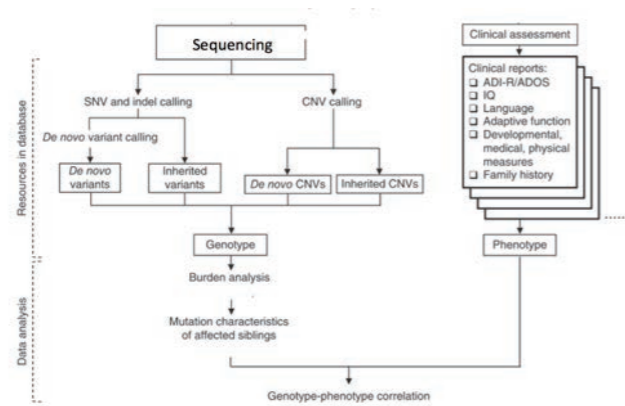 Sequencing
Clinical assessment
SNV and indel calling
CNV calling
De novo variant calling
De novo
variants
Inherited
variants
De novo CNVs
Inherited CNVs
Clinical reports:
❑ ADI-R/ADOS
❑ IQ
❑ Language
❑ Adaptive function
❑ Developmental,
medical, physical
measures
❑ Family history
Resources in database
Genotype
Phenotype
Burden analysis
Mutation characteristics
of affected siblings
Data analysis
Genotype-phenotype correlation